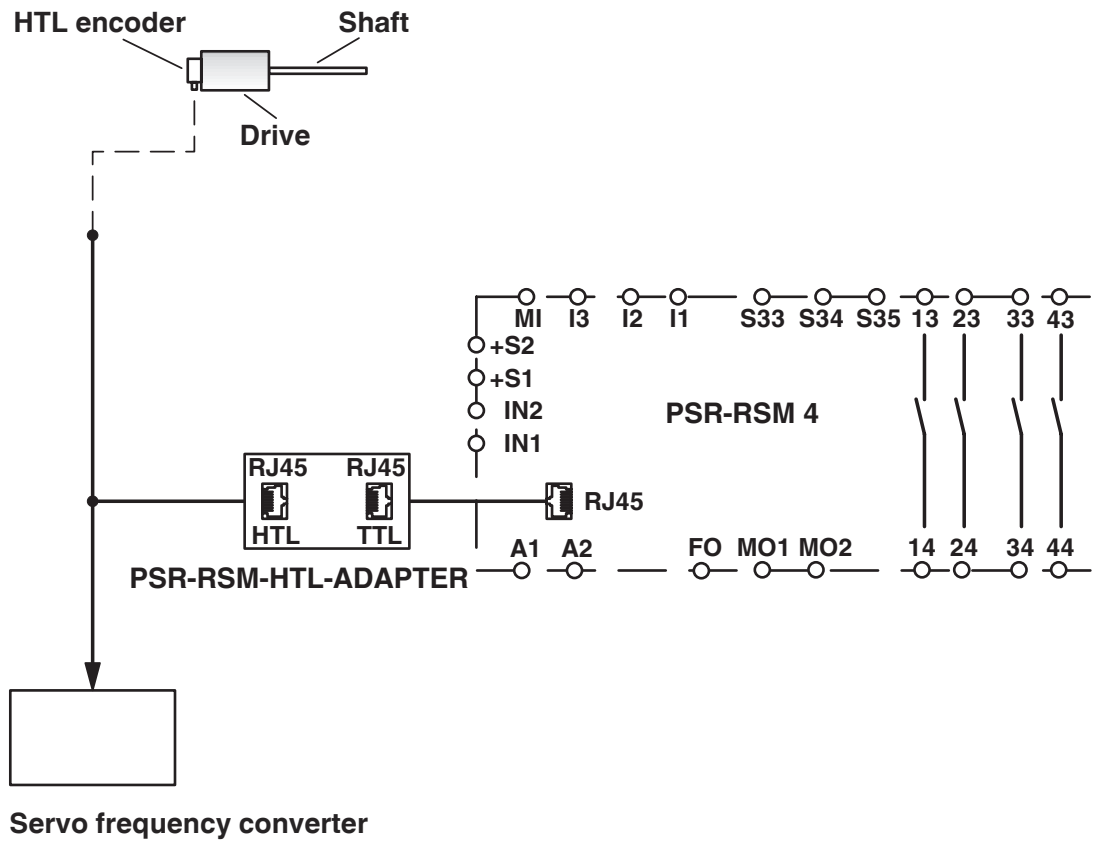 HTL encoder
Shaft
Drive
MI I3 I2 I1 S33 S34 S35 13 23 33 43
+S2
+S1
IN2
IN1
PSR-RSM 4
RJ45 RJ45
HTL TTL
RJ45
A1 A2 FO MO1 MO2 14 24 34 44
PSR-RSM-HTL-ADAPTER
Servo frequency converter